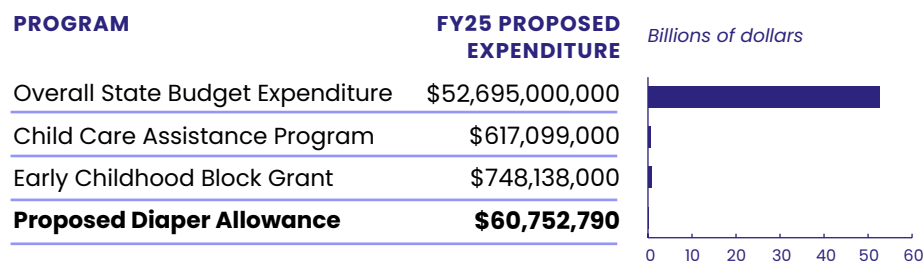 PROGRAM
FY25 PROPOSED
EXPENDITURE
Billions of dollars
Overall State Budget Expenditure $52,695,000,000
Child Care Assistance Program $617,099,000
Early Childhood Block Grant $748,138,000
Proposed Diaper Allowance $60,752,790
0 10 20 30 40 50 60